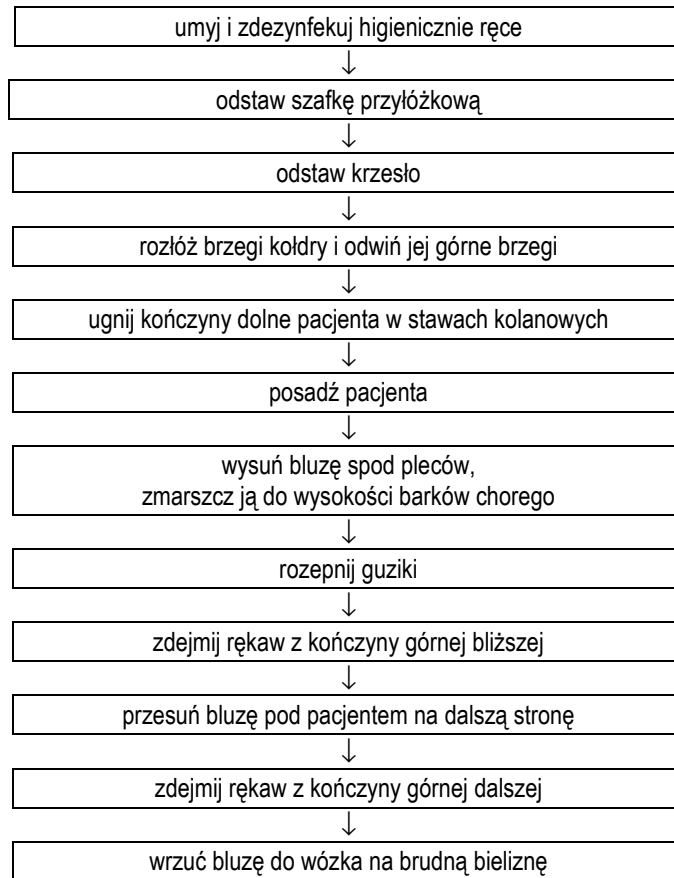 umyj i zdezynfekuj higienicznie ręce
↓
odstaw szafkę przyłóżkową
↓
odstaw krzesło
↓
rozłóż brzegi kołdry i odwiń jej górne brzegi
↓
ugnij kończyny dolne pacjenta w stawach kolanowych
↓
posadź pacjenta
↓
wysuń bluzę spod pleców,
zmarszcz ją do wysokości barków chorego
↓
rozepnij guziki
↓
zdejmij rękaw z kończyny górnej bliższej
↓
przesuń bluzę pod pacjentem na dalszą stronę
↓
zdejmij rękaw z kończyny górnej dalszej
↓
wrzuć bluzę do wózka na brudną bieliznę